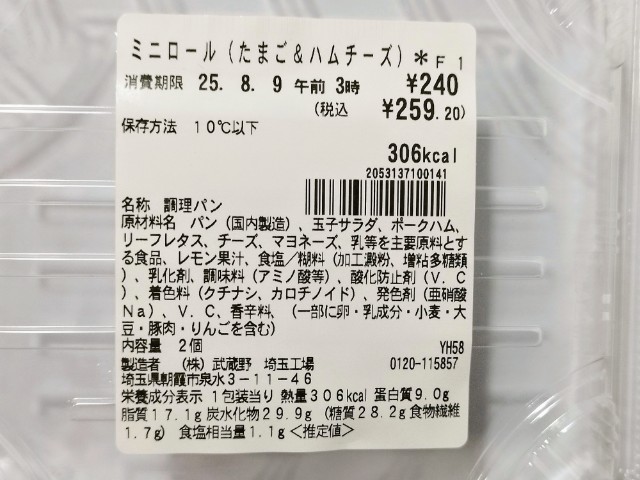 ミニロール(たまご&ハムチーズ)*F1
消費期限 25. 8. 9 午前 3時 ¥240
(税込 ¥259.20)
保存方法 10℃以下
306kcal
2053137100141
名称 調理パン
原材料名 パン(国内製造)、玉子サラダ、ポークハム、
リーフレタス、チーズ、マヨネーズ、乳等を主要原料とす
る食品、レモン果汁、食塩/糊料(加工澱粉、増粘多糖類
)、乳化剤、調味料(アミノ酸等)、酸化防止剤(V.C
)、着色料(クチナシ、カロチノイド)、発色剤(亜硝酸
Na)、V.C、香辛料、(一部に卵・乳成分・小麦・大
豆・豚肉・りんごを含む)
内容量 2個 YH58
製造者 (株)武蔵野 埼玉工場 0120-115857
埼玉県朝霞市泉水3-11-46
栄養成分表示 1包装当り 熱量306kcal 蛋白質9.0g
脂質17.1g 炭水化物29.9g (糖質28.2g 食物繊維
1.7g) 食塩相当量1.1g<推定値>